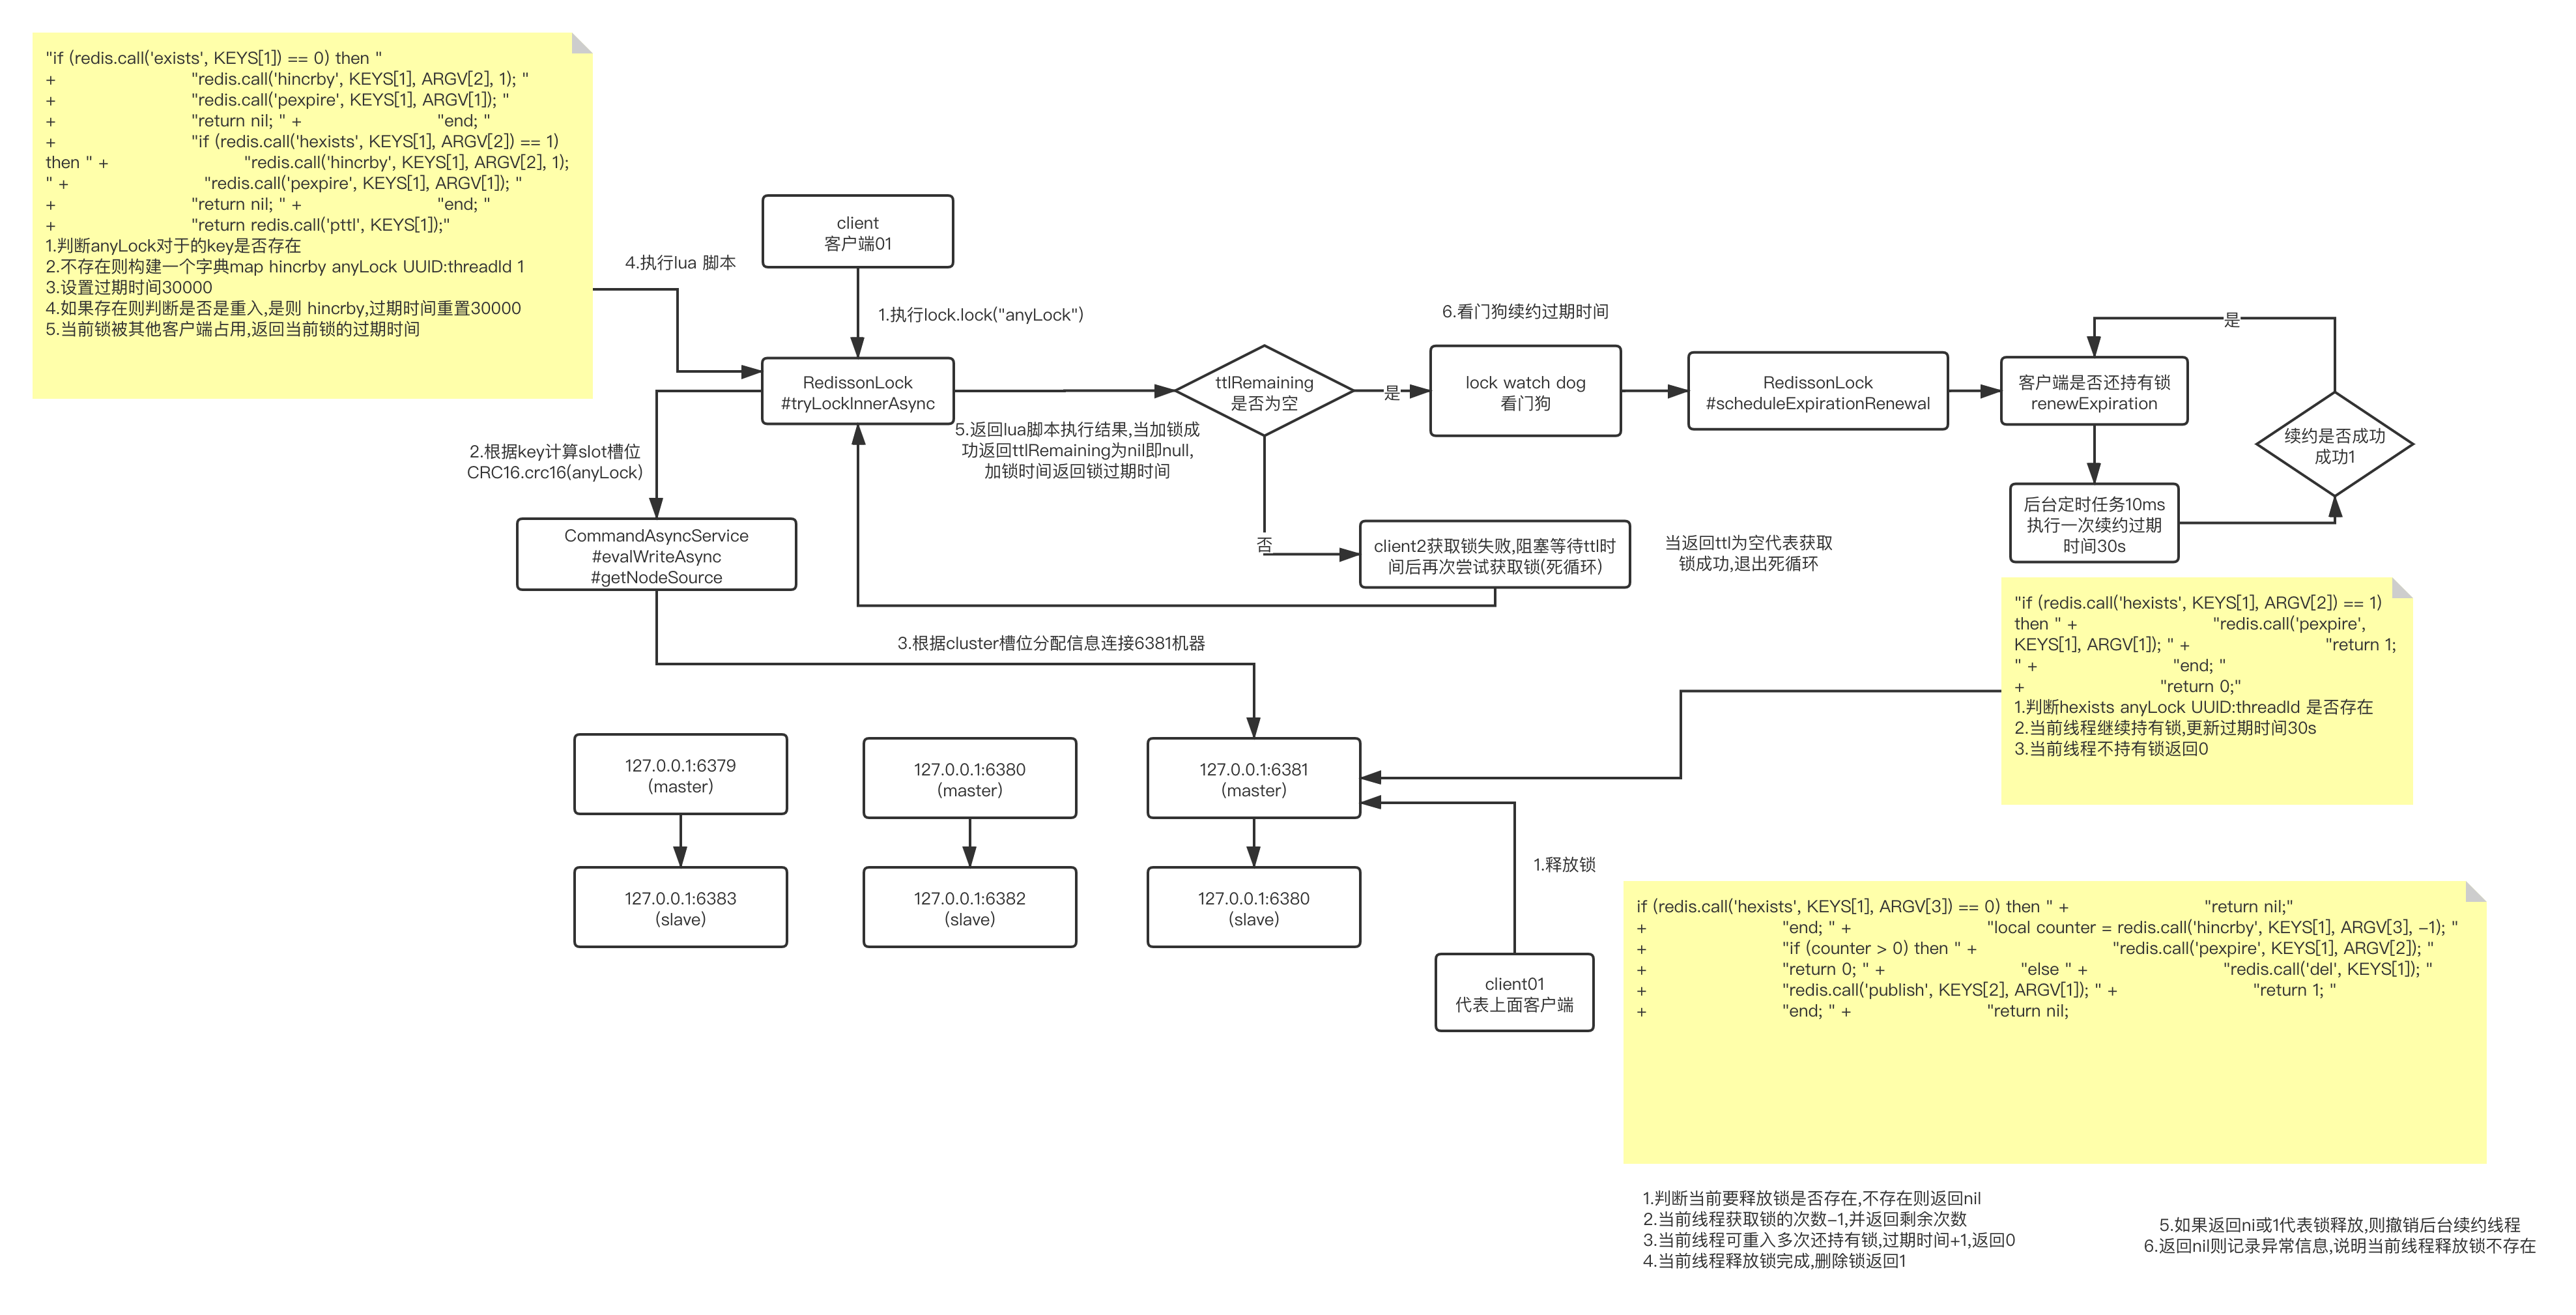 "if (redis.call('exists', KEYS[1]) == 0) then "
+ "redis.call('hincrby', KEYS[1], ARGV[2], 1); "
+ "redis.call('pexpire', KEYS[1], ARGV[1]); "
+ "return nil; " + "end; "
+ "if (redis.call('hexists', KEYS[1], ARGV[2]) == 1)
then " + "redis.call('hincrby', KEYS[1], ARGV[2], 1);
" + "redis.call('pexpire', KEYS[1], ARGV[1]); "
+ "return nil; " + "end; "
+ "return redis.call('pttl', KEYS[1]);"
1.判断anyLock对于的key是否存在
2.不存在则构建一个字典map hincrby anyLock UUID:threadId 1
3.设置过期时间30000
4.如果存在则判断是否是重入,是则 hincrby,过期时间重置30000
5.当前锁被其他客户端占用,返回当前锁的过期时间
4.执行lua 脚本
client
客户端01
1.执行lock.lock("anyLock")
RedissonLock
#tryLockInnerAsync
2.根据key计算slot槽位
CRC16.crc16(anyLock)
5.返回lua脚本执行结果,当加锁成
功返回ttlRemaining为nil即null,
加锁时间返回锁过期时间
ttlRemaining
是否为空
是
否
6.看门狗续约过期时间
lock watch dog
看门狗
RedissonLock
#scheduleExpirationRenewal
客户端是否还持有锁
renewExpiration
是
续约是否成功
成功1
后台定时任务10ms
执行一次续约过期
时间30s
CommandAsyncService
#evalWriteAsync
#getNodeSource
client2获取锁失败,阻塞等待ttl时
间后再次尝试获取锁(死循环)
当返回ttl为空代表获取
锁成功,退出死循环
3.根据cluster槽位分配信息连接6381机器
"if (redis.call('hexists', KEYS[1], ARGV[2]) == 1)
then " + "redis.call('pexpire',
KEYS[1], ARGV[1]); " + "return 1;
" + "end; "
+ "return 0;"
1.判断hexists anyLock UUID:threadId 是否存在
2.当前线程继续持有锁,更新过期时间30s
3.当前线程不持有锁返回0
127.0.0.1:6379
(master)
127.0.0.1:6380
(master)
127.0.0.1:6381
(master)
127.0.0.1:6383
(slave)
127.0.0.1:6382
(slave)
127.0.0.1:6380
(slave)
1.释放锁
client01
代表上面客户端
if (redis.call('hexists', KEYS[1], ARGV[3]) == 0) then " + "return nil;"
+ "end; " + "local counter = redis.call('hincrby', KEYS[1], ARGV[3], -1); "
+ "if (counter > 0) then " + "redis.call('pexpire', KEYS[1], ARGV[2]); "
+ "return 0; " + "else " + "redis.call('del', KEYS[1]); "
+ "redis.call('publish', KEYS[2], ARGV[1]); " + "return 1; "
+ "end; " + "return nil;
1.判断当前要释放锁是否存在,不存在则返回nil
2.当前线程获取锁的次数-1,并返回剩余次数
3.当前线程可重入多次还持有锁,过期时间+1,返回0
4.当前线程释放锁完成,删除锁返回1
5.如果返回ni或1代表锁释放,则撤销后台续约线程
6.返回nil则记录异常信息,说明当前线程释放锁不存在